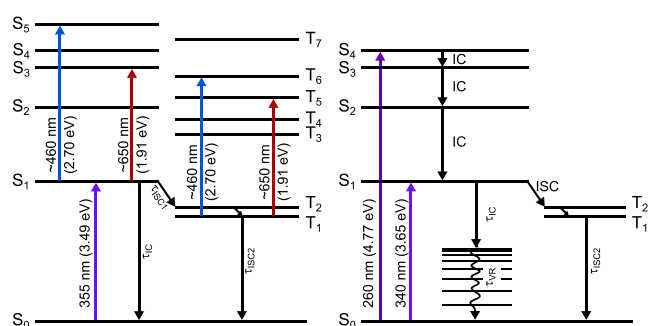 S5
S4
S3
S2
S1
S0
~460 nm
(2.70 eV)
~650 nm
(1.91 eV)
355 nm (3.49 eV)
τIC
τISC1
T7
T6
T5
T4
T3
T2
T1
~460 nm
(2.70 eV)
~650 nm
(1.91 eV)
τISC2
S4
S3
S2
S1
S0
IC
IC
IC
260 nm (4.77 eV)
340 nm (3.65 eV)
τIC
τVR
ISC
T2
T1
τISC2